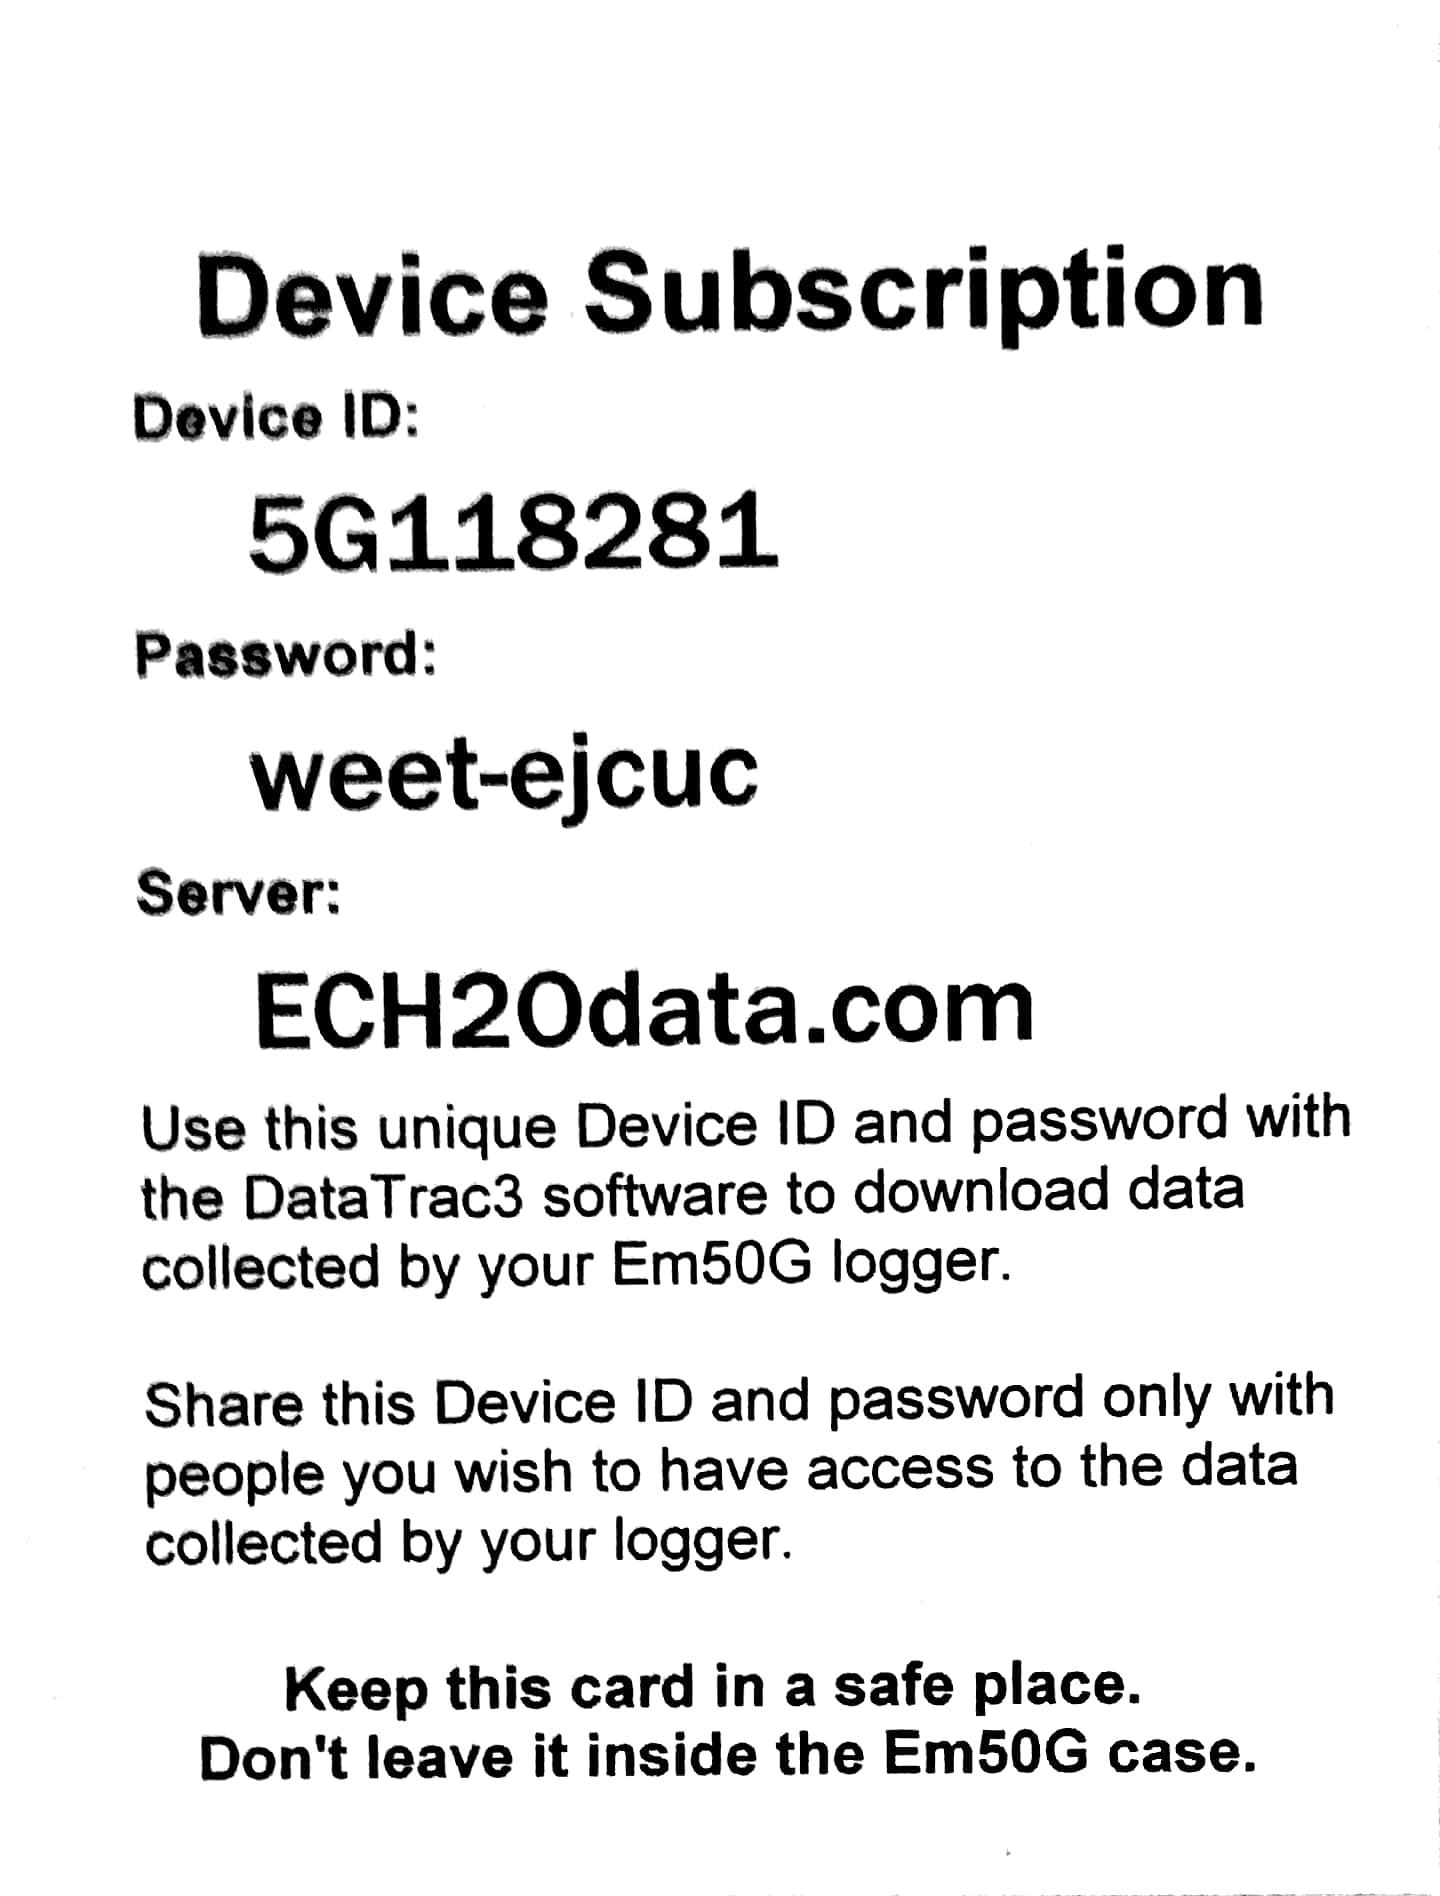 Device Subscription
Device ID:
5G118281
Password:
weet-ejcuc
Server:
ECH2Odata.com
Use this unique Device ID and password with
the DataTrac3 software to download data
collected by your Em50G logger.
Share this Device ID and password only with
people you wish to have access to the data
collected by your logger.
Keep this card in a safe place.
Don't leave it inside the Em50G case.